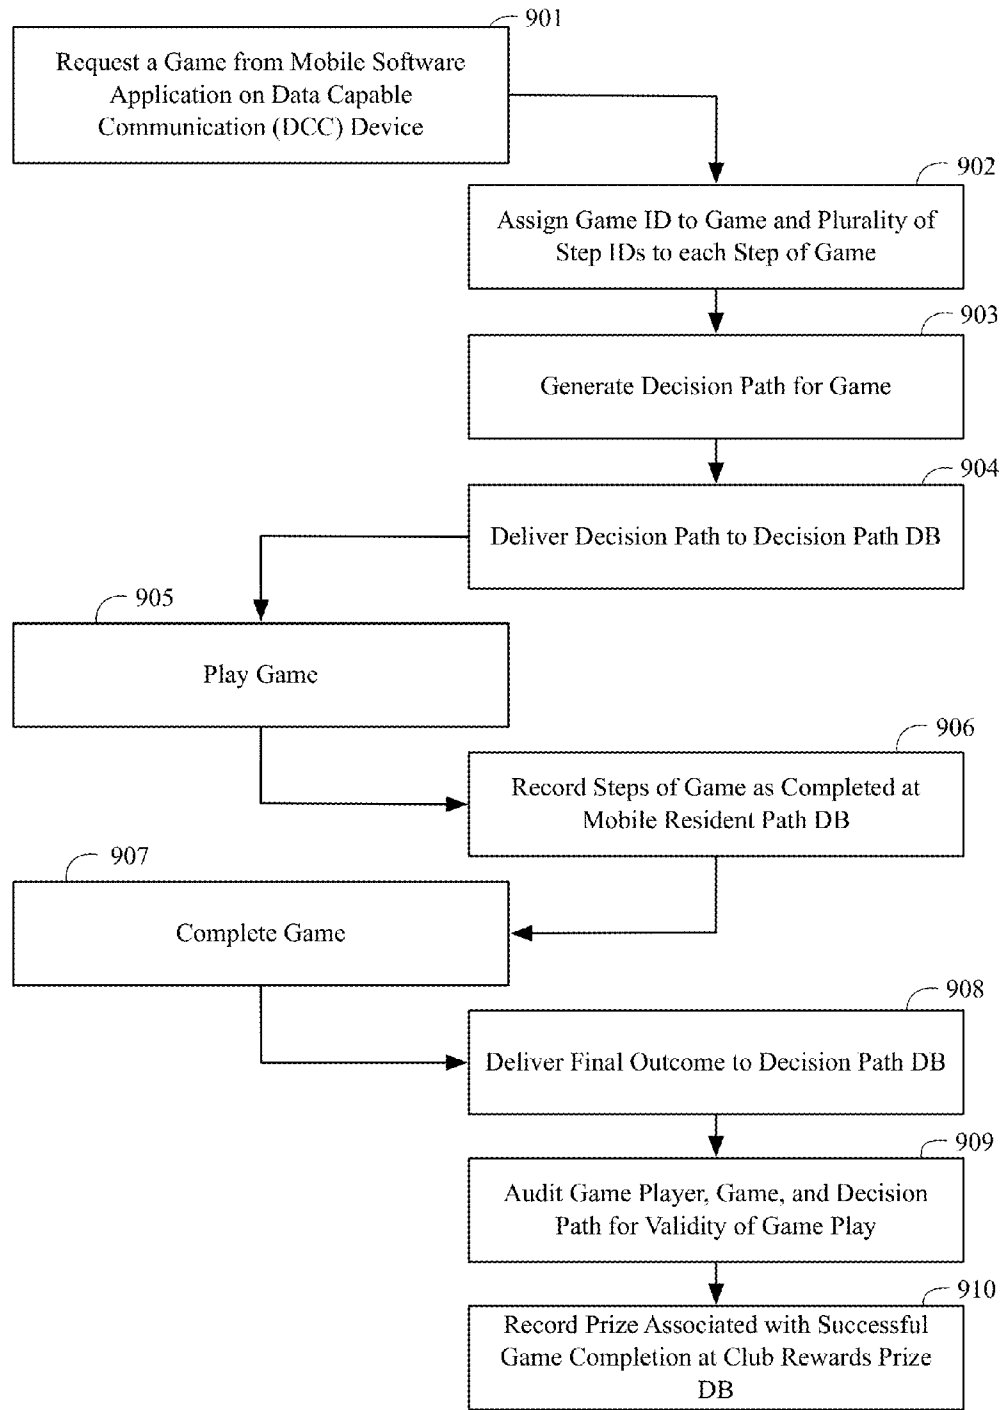 901
Request a Game from Mobile Software
Application on Data Capable
Communication (DCC) Device
902
Assign Game ID to Game and Plurality of
Step IDs to each Step of Game
903
Generate Decision Path for Game
904
Deliver Decision Path to Decision Path DB
905
Play Game
906
Record Steps of Game as Completed at
Mobile Resident Path DB
907
Complete Game
908
Deliver Final Outcome to Decision Path DB
909
Audit Game Player, Game, and Decision
Path for Validity of Game Play
910
Record Prize Associated with Successful
Game Completion at Club Rewards Prize
DB